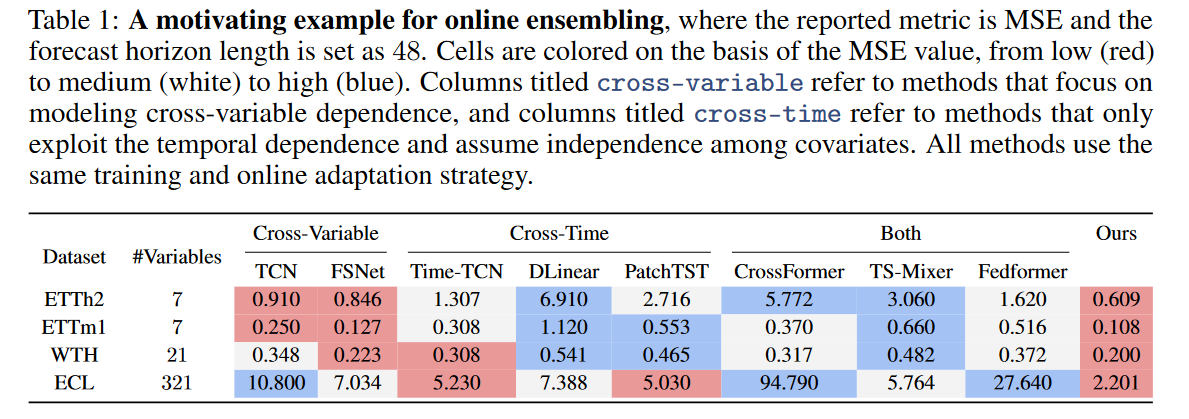 Table 1: A motivating example for online ensembling, where the reported metric is MSE and the
forecast horizon length is set as 48. Cells are colored on the basis of the MSE value, from low (red)
to medium (white) to high (blue). Columns titled cross-variable refer to methods that focus on
modeling cross-variable dependence, and columns titled cross-time refer to methods that only
exploit the temporal dependence and assume independence among covariates. All methods use the
same training and online adaptation strategy.
Dataset #Variables Cross-Variable Cross-Time Both Ours
TCN FSNet Time-TCN DLinear PatchTST CrossFormer TS-Mixer Fedformer
ETTh2 7 0.910 0.846 1.307 6.910 2.716 5.772 3.060 1.620 0.609
ETTm1 7 0.250 0.127 0.308 1.120 0.553 0.370 0.660 0.516 0.108
WTH 21 0.348 0.223 0.308 0.541 0.465 0.317 0.482 0.372 0.200
ECL 321 10.800 7.034 5.230 7.388 5.030 94.790 5.764 27.640 2.201